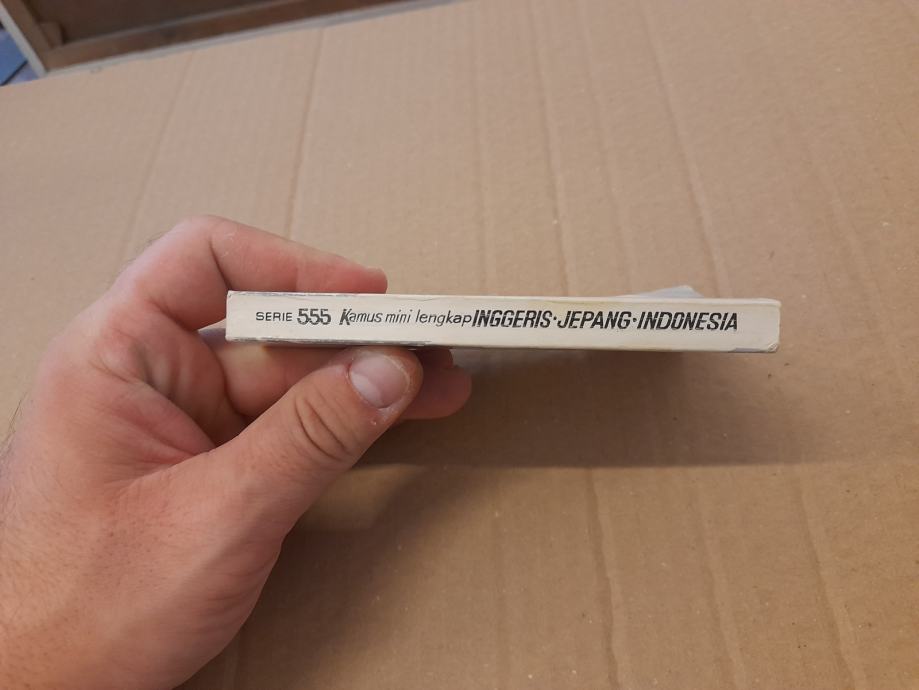 SERIE 555 Kamus mini lengkap INGGERIS·JEPANG·INDONESIA